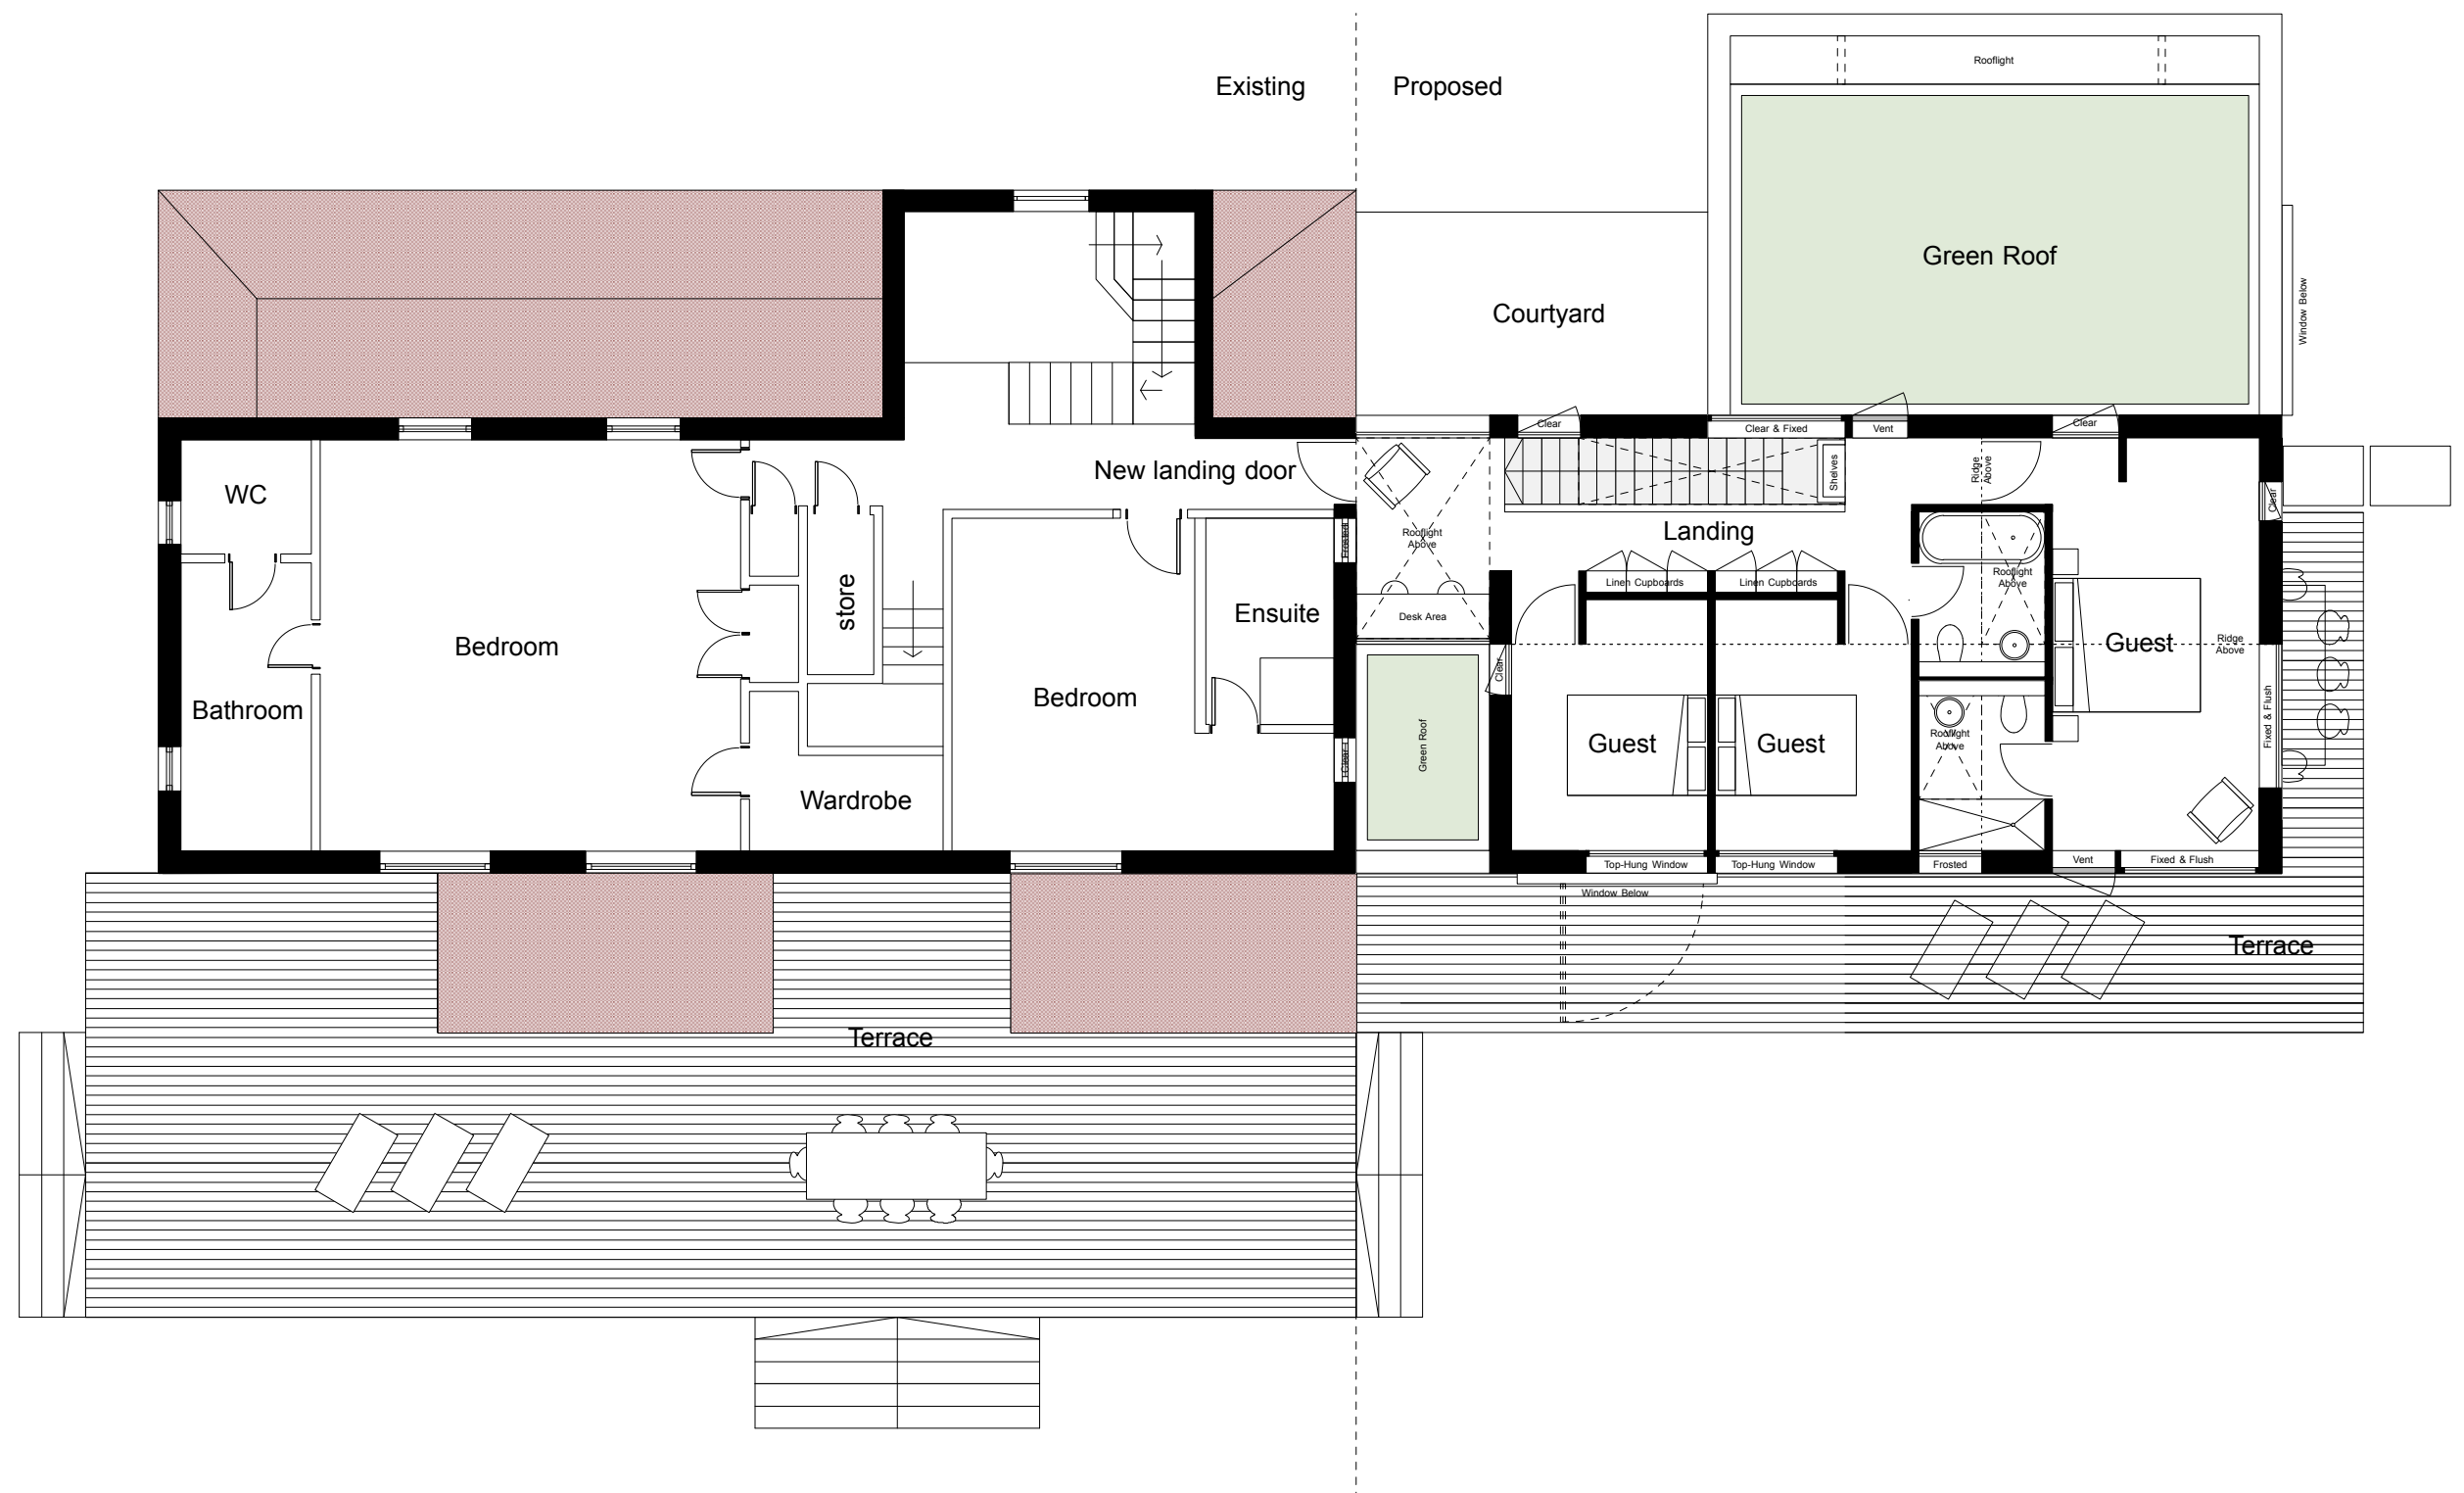 Existing
Proposed
Rooflight
Green Roof
Window Below
Courtyard
Clear
Clear & Fixed
Vent
Clear
New landing door
WC
Shelves
Ridge
Above
Clear
Landing
Rooflight
Above
Frosted
Linen Cupboards
Linen Cupboards
Rooflight
Above
store
Ensuite
Desk Area
Bedroom
Guest
Ridge
Above
Clear
Bathroom
Bedroom
Green Roof
Guest
Guest
Rooflight
Above
Fixed & Flush
Clear
Wardrobe
Top-Hung Window
Top-Hung Window
Frosted
Vent
Fixed & Flush
Window Below
Terrace
Terrace